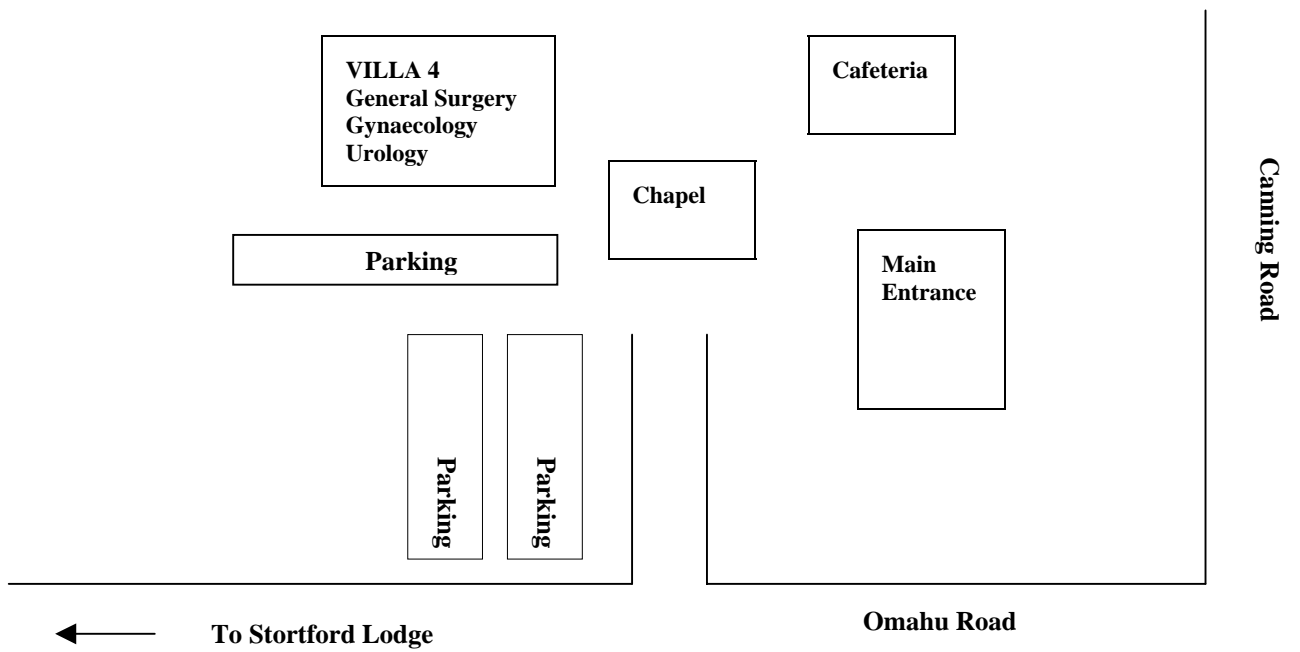 VILLA 4
General Surgery
Gynaecology
Urology
Cafeteria
Chapel
Canning Road
Parking
Main
Entrance
Parking
Parking
To Stortford Lodge
Omahu Road